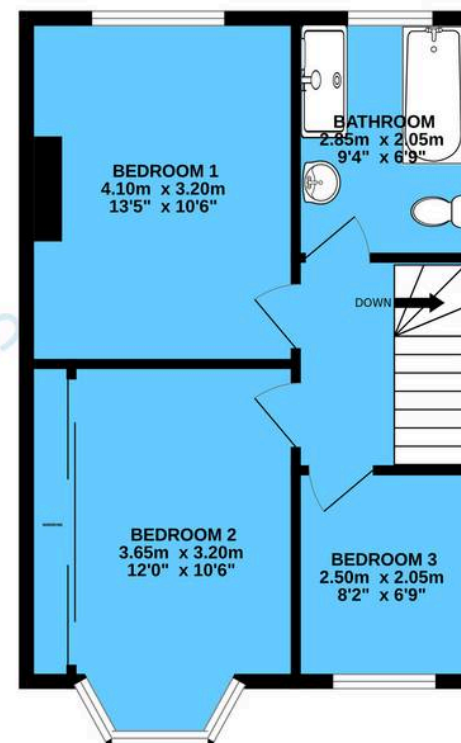 BATHROOM
2.85m x 2.05m
9'4" x 6'9"
BEDROOM 1
4.10m x 3.20m
13'5" x 10'6"
DOWN
BEDROOM 2
3.65m x 3.20m
12'0" x 10'6"
BEDROOM 3
2.50m x 2.05m
8'2" x 6'9"